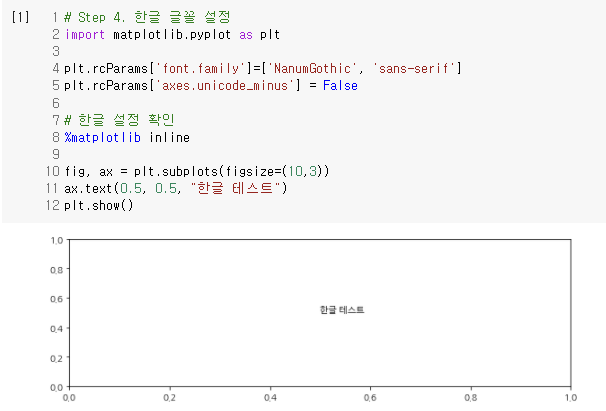 [1] 1 # Step 4. 한글 글꼴 설정
2 import matplotlib.pyplot as plt
3
4 plt.rcParams['font.family']=['NanumGothic', 'sans-serif']
5 plt.rcParams['axes.unicode_minus'] = False
6
7 # 한글 설정 확인
8 %matplotlib inline
9
10 fig, ax = plt.subplots(figsize=(10,3))
11 ax.text(0.5, 0.5, "한글 테스트")
12 plt.show()
1.0
0.8
0.6
한글 테스트
0.4
0.2
0.0
0.0 0.2 0.4 0.6 0.8 1.0